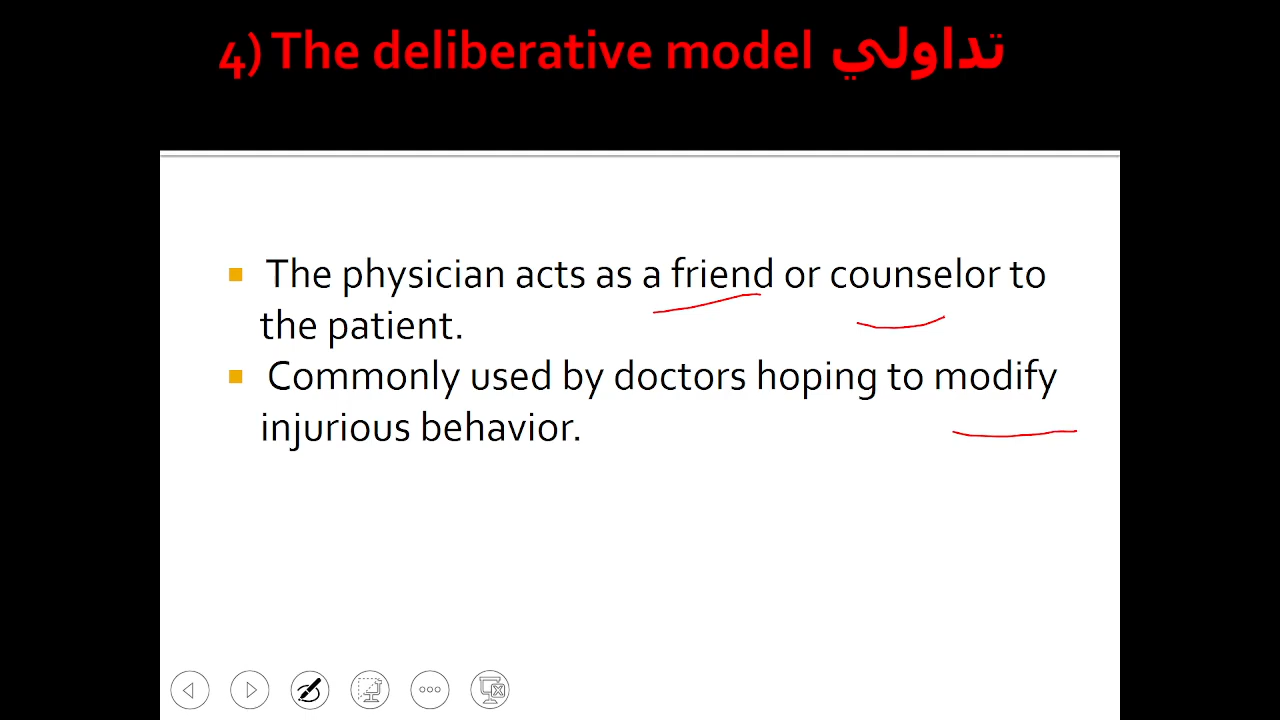 4) The deliberative model تداولي
The physician acts as a friend or counselor to
the patient.
Commonly used by doctors hoping to modify
injurious behavior.